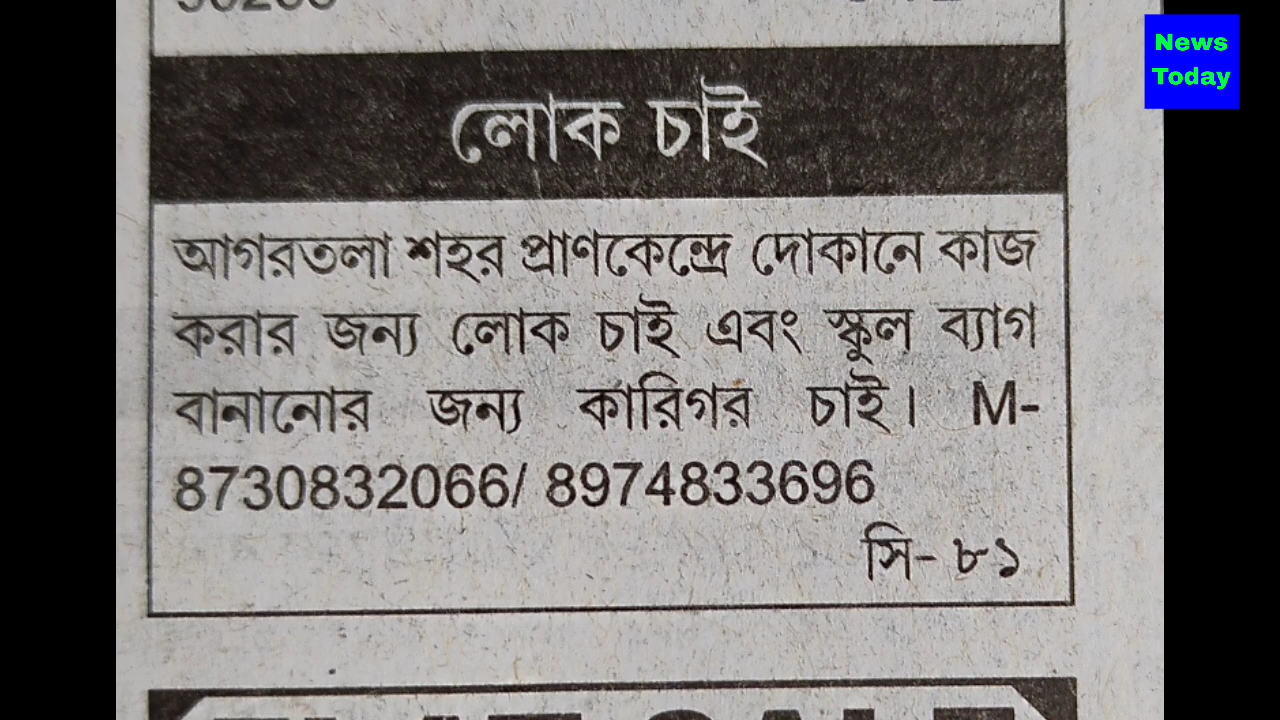 News
Today
লোক চাই
আগরতলা শহর প্রাণকেন্দ্রে দোকানে কাজ
করার জন্য লোক চাই এবং স্কুল ব্যাগ
বানানোর জন্য কারিগর চাই। M-
8730832066/ 8974833696
সি- ৮১